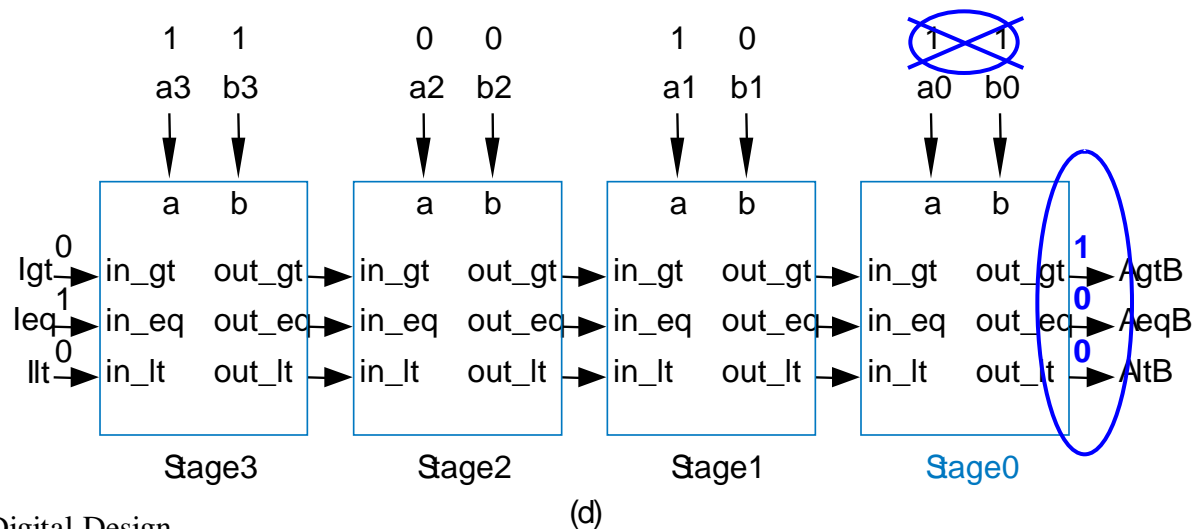 1 1 0 0 1 0 1 1
a3 b3 a2 b2 a1 b1 a0 b0
a b a b a b a b
0 1
Igt in_gt out_gt in_gt out_gt in_gt out_gt in_gt out_gt AgtB
1 0
Ieq in_eq out_eq in_eq out_eq in_eq out_eq in_eq out_eq AeqB
0 0
Ilt in_lt out_lt in_lt out_lt in_lt out_lt in_lt out_lt AltB
Stage3 Stage2 Stage1 Stage0
(d)
Digital Design